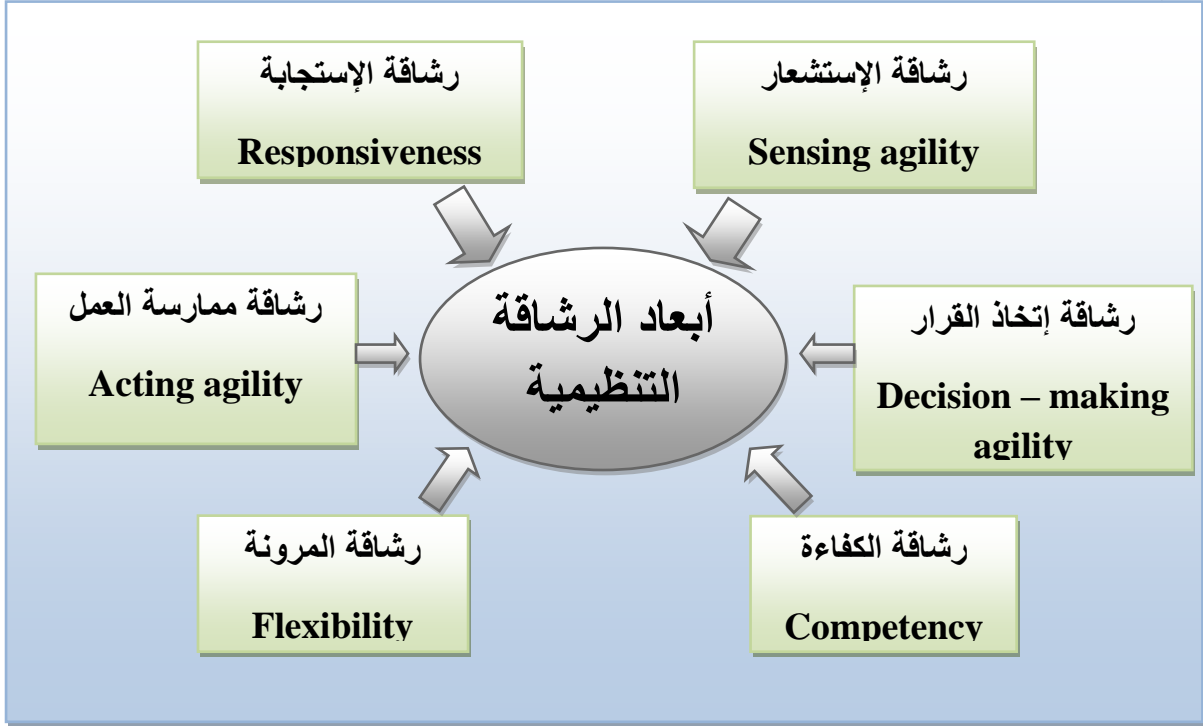 رشاقة الإستشعار
Sensing agility
رشاقة الإستجابة
Responsiveness
أبعاد الرشاقة
التنظيمية
رشاقة إتخاذ القرار
Decision – making
agility
رشاقة ممارسة العمل
Acting agility
رشاقة الكفاءة
Competency
رشاقة المرونة
Flexibility